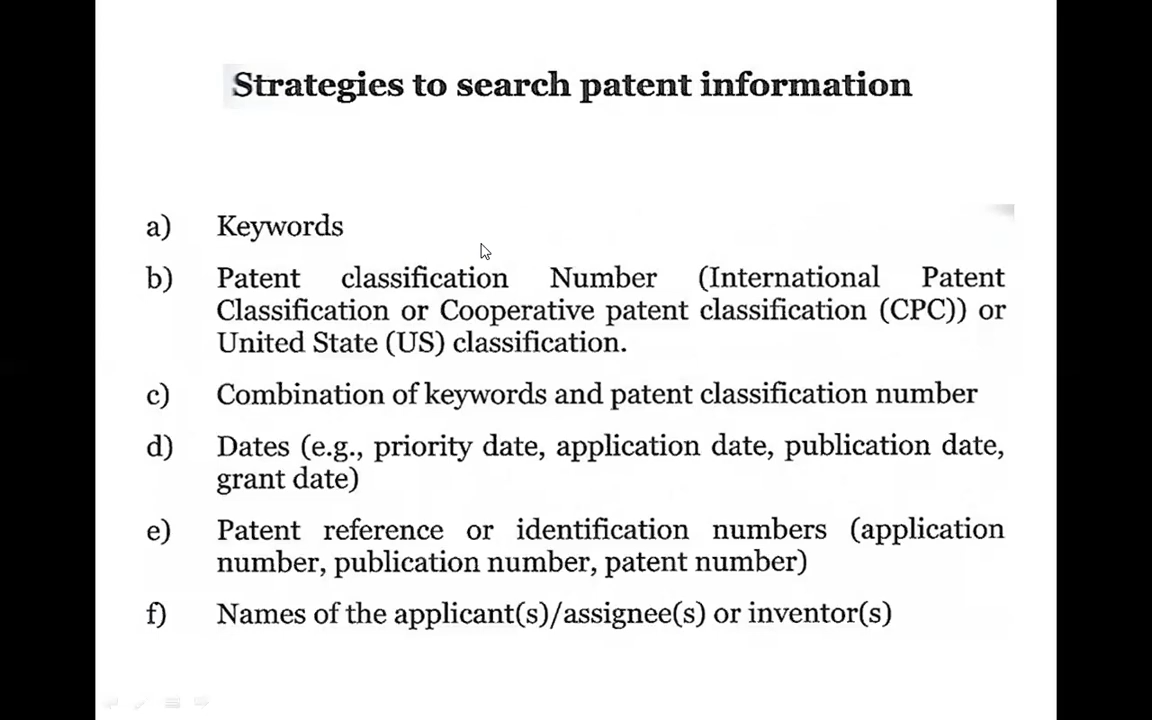 Strategies to search patent information
a) Keywords
b) Patent classification Number (International Patent
Classification or Cooperative patent classification (CPC)) or
United State (US) classification.
c) Combination of keywords and patent classification number
d) Dates (e.g., priority date, application date, publication date,
grant date)
e) Patent reference or identification numbers (application
number, publication number, patent number)
f) Names of the applicant(s)/assignee(s) or inventor(s)